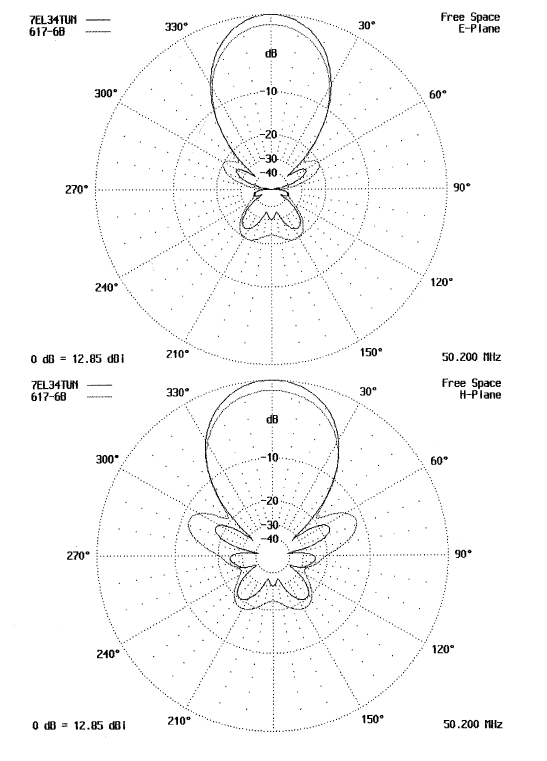 7EL34TUN
617-6B
Free Space
E-Plane
330°
30°
dB
300°
60°
-10
-20
-30
-40
270°
90°
240°
120°
210°
150°
0 dB = 12.85 dBi
50.200 MHz
7EL34TUN
617-6B
Free Space
H-Plane
330°
30°
dB
300°
60°
-10
-20
-30
-40
270°
90°
240°
120°
210°
150°
0 dB = 12.85 dBi
50.200 MHz